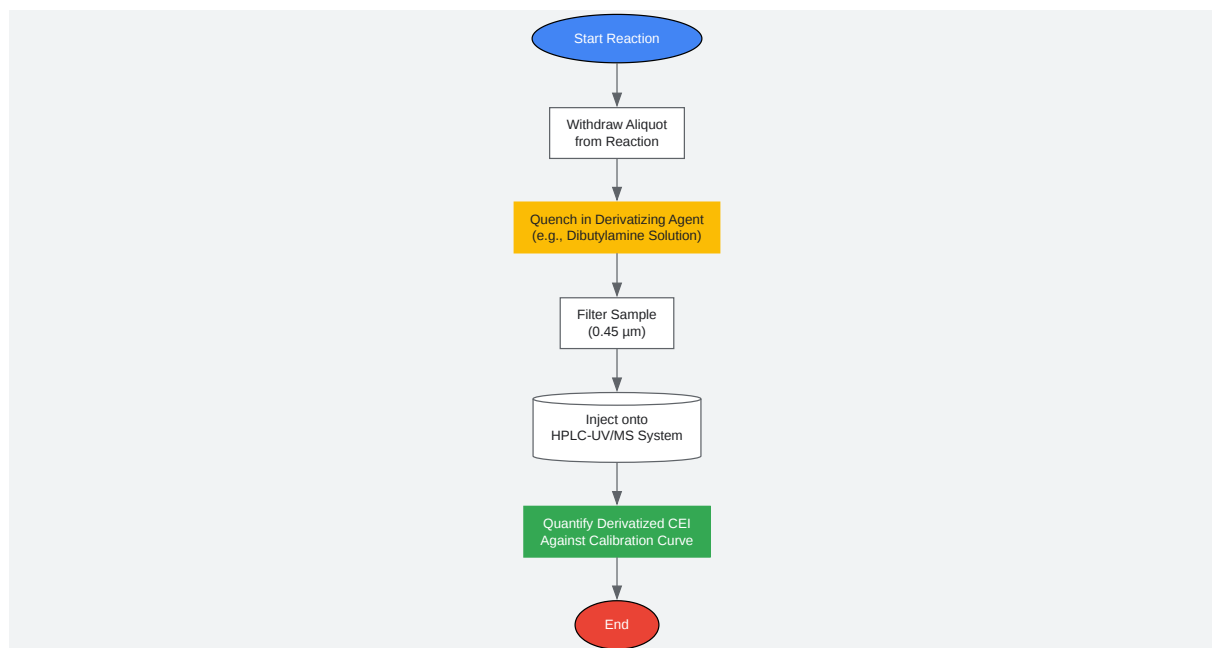 Start Reaction
Withdraw Aliquot
from Reaction
Quench in Derivatizing Agent
(e.g., Dibutylamine Solution)
Filter Sample
(0.45 µm)
Inject onto
HPLC-UV/MS System
Quantify Derivatized CEI
Against Calibration Curve
End